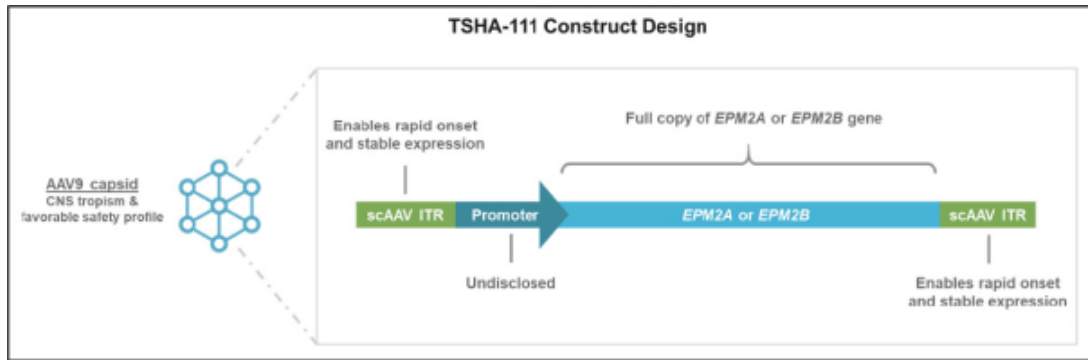 TSHA-111 Construct Design
Enables rapid onset
and stable expression
Full copy of EPM2A or EPM2B gene
AAV9 capsid
CNS tropism &
favorable safety profile
scAAV ITR
Promoter
EPM2A or EPM2B
scAAV ITR
Undisclosed
Enables rapid onset
and stable expression